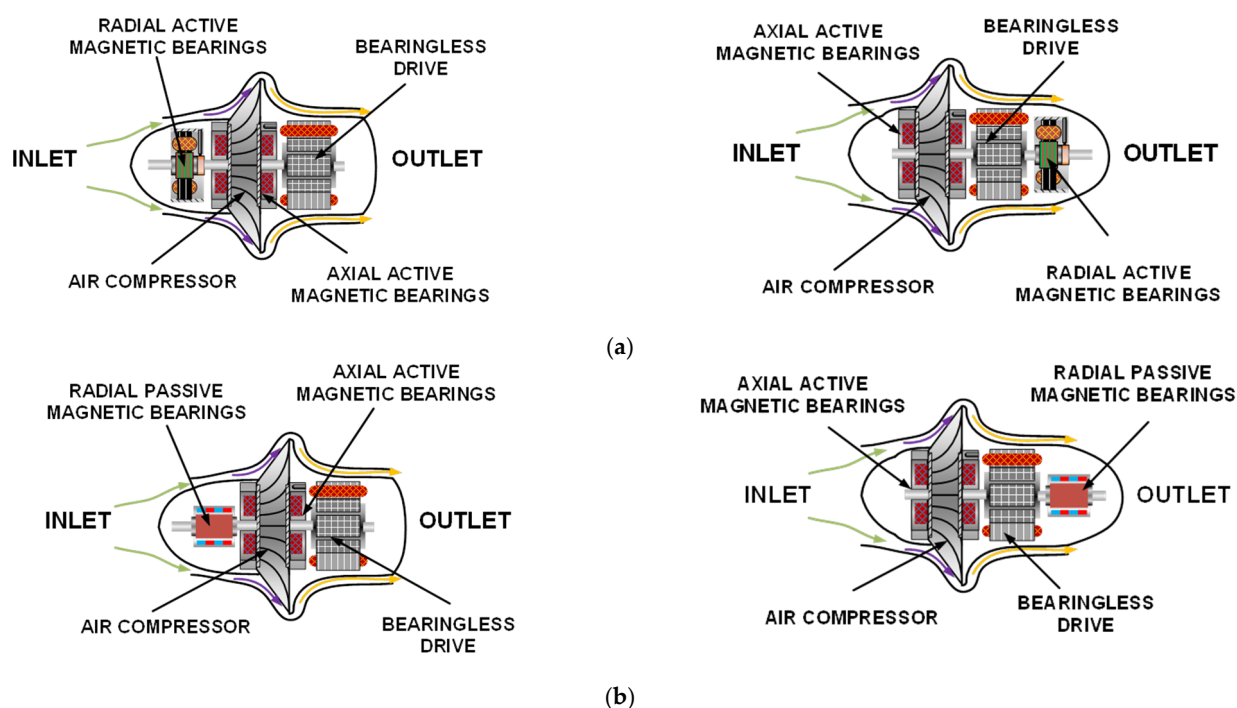 RADIAL ACTIVE
MAGNETIC BEARINGS
BEARINGLESS
DRIVE
INLET
OUTLET
AIR COMPRESSOR
AXIAL ACTIVE
MAGNETIC BEARINGS
AXIAL ACTIVE
MAGNETIC BEARINGS
BEARINGLESS
DRIVE
INLET
OUTLET
AIR COMPRESSOR
RADIAL ACTIVE
MAGNETIC BEARINGS
(a)
RADIAL PASSIVE
MAGNETIC BEARINGS
AXIAL ACTIVE
MAGNETIC BEARINGS
INLET
OUTLET
AIR COMPRESSOR
BEARINGLESS
DRIVE
AXIAL ACTIVE
MAGNETIC BEARINGS
RADIAL PASSIVE
MAGNETIC BEARINGS
INLET
OUTLET
AIR COMPRESSOR
BEARINGLESS
DRIVE
(b)